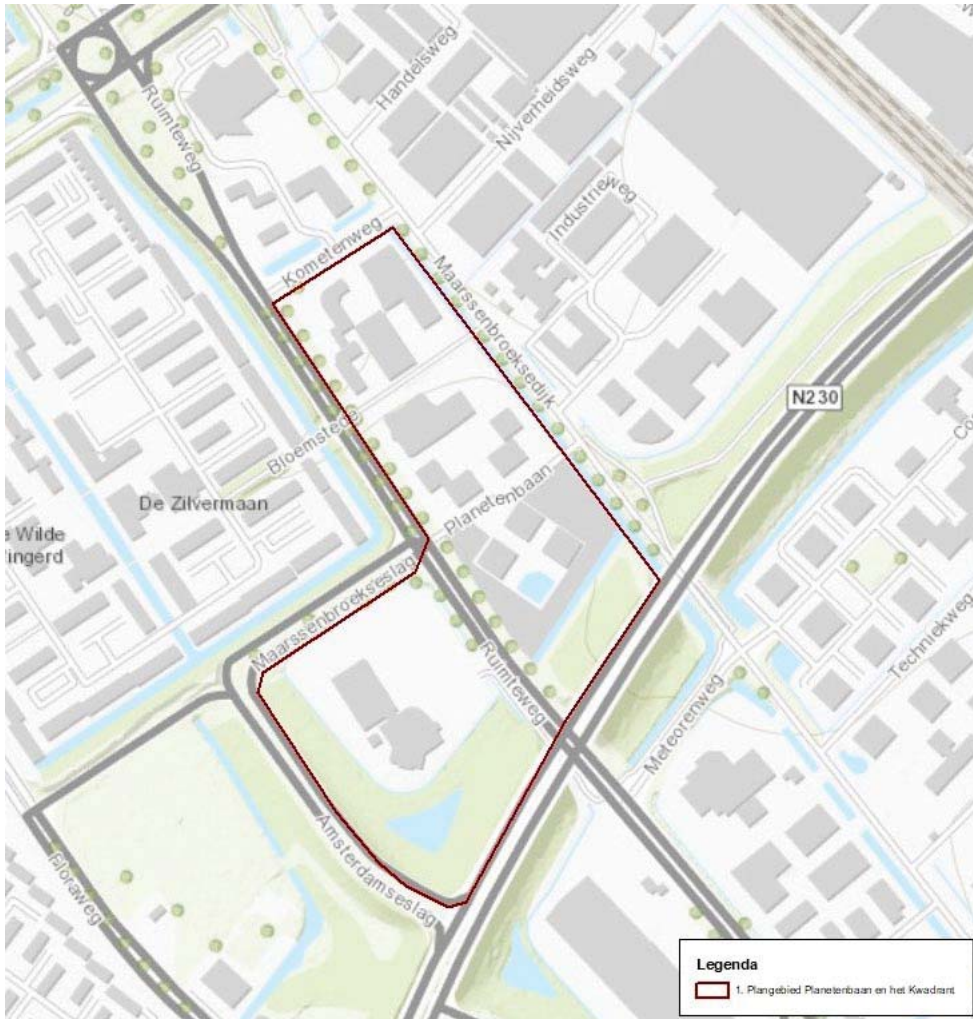 Ruimteweg
Handelsweg
Nijverheidsweg
Industrieweg
Kometenweg
Maarssenbroeksedijk
N230
Bloemstede
De Zilvermaan
Planetenbaan
Maarssenbroekseslag
Ruimteweg
Techniekweg
Meteorenweg
Amsterdamseslag
Floraweg
e Wilde
ingerd
Legenda
1. Plangebied Planetenbaan en het Kwadrant